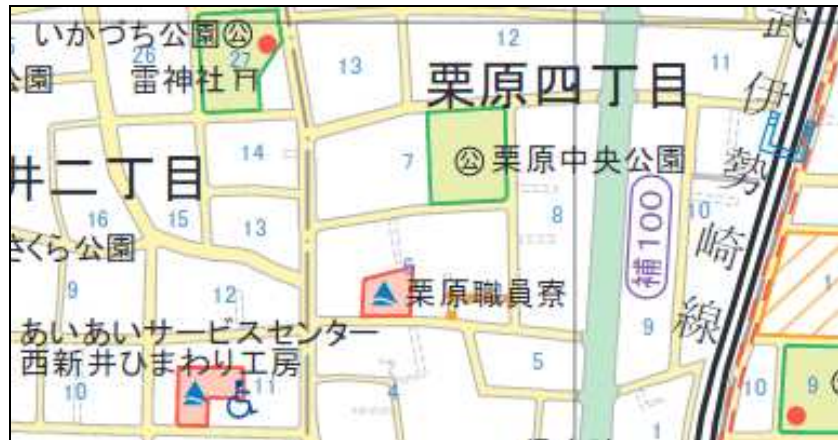 いかづち公園 公
26
27
公園
雷神社
13
12
11
栗原四丁目
武
伊
勢
崎
線
14
7
公 栗原中央公園
井二丁目
16
15
13
8
10
補100
さくら公園
9
12
6
栗原職員寮
あいあいサービスセンター
西新井ひまわり工房
10
11
4
5
9
1
10
9